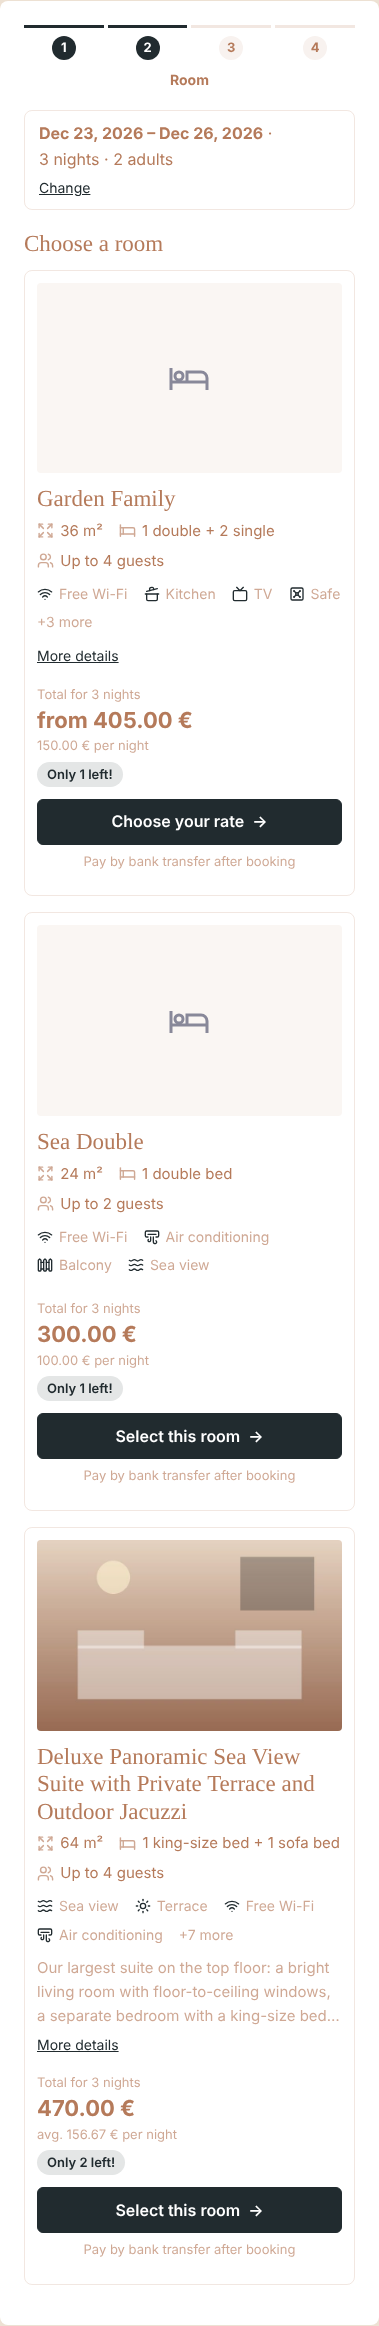 1 2 3 4
Room
Dec 23, 2026 – Dec 26, 2026 ·
3 nights · 2 adults
Change
Choose a room
Garden Family
36 m² 1 double + 2 single
Up to 4 guests
Free Wi-Fi Kitchen TV Safe
+3 more
More details
Total for 3 nights
from 405.00 €
150.00 € per night
Only 1 left!
Choose your rate →
Pay by bank transfer after booking
Sea Double
24 m² 1 double bed
Up to 2 guests
Free Wi-Fi Air conditioning
Balcony Sea view
Total for 3 nights
300.00 €
100.00 € per night
Only 1 left!
Select this room →
Pay by bank transfer after booking
Deluxe Panoramic Sea View
Suite with Private Terrace and
Outdoor Jacuzzi
64 m² 1 king-size bed + 1 sofa bed
Up to 4 guests
Sea view Terrace Free Wi-Fi
Air conditioning +7 more
Our largest suite on the top floor: a bright
living room with floor-to-ceiling windows,
a separate bedroom with a king-size bed...
More details
Total for 3 nights
470.00 €
avg. 156.67 € per night
Only 2 left!
Select this room →
Pay by bank transfer after booking